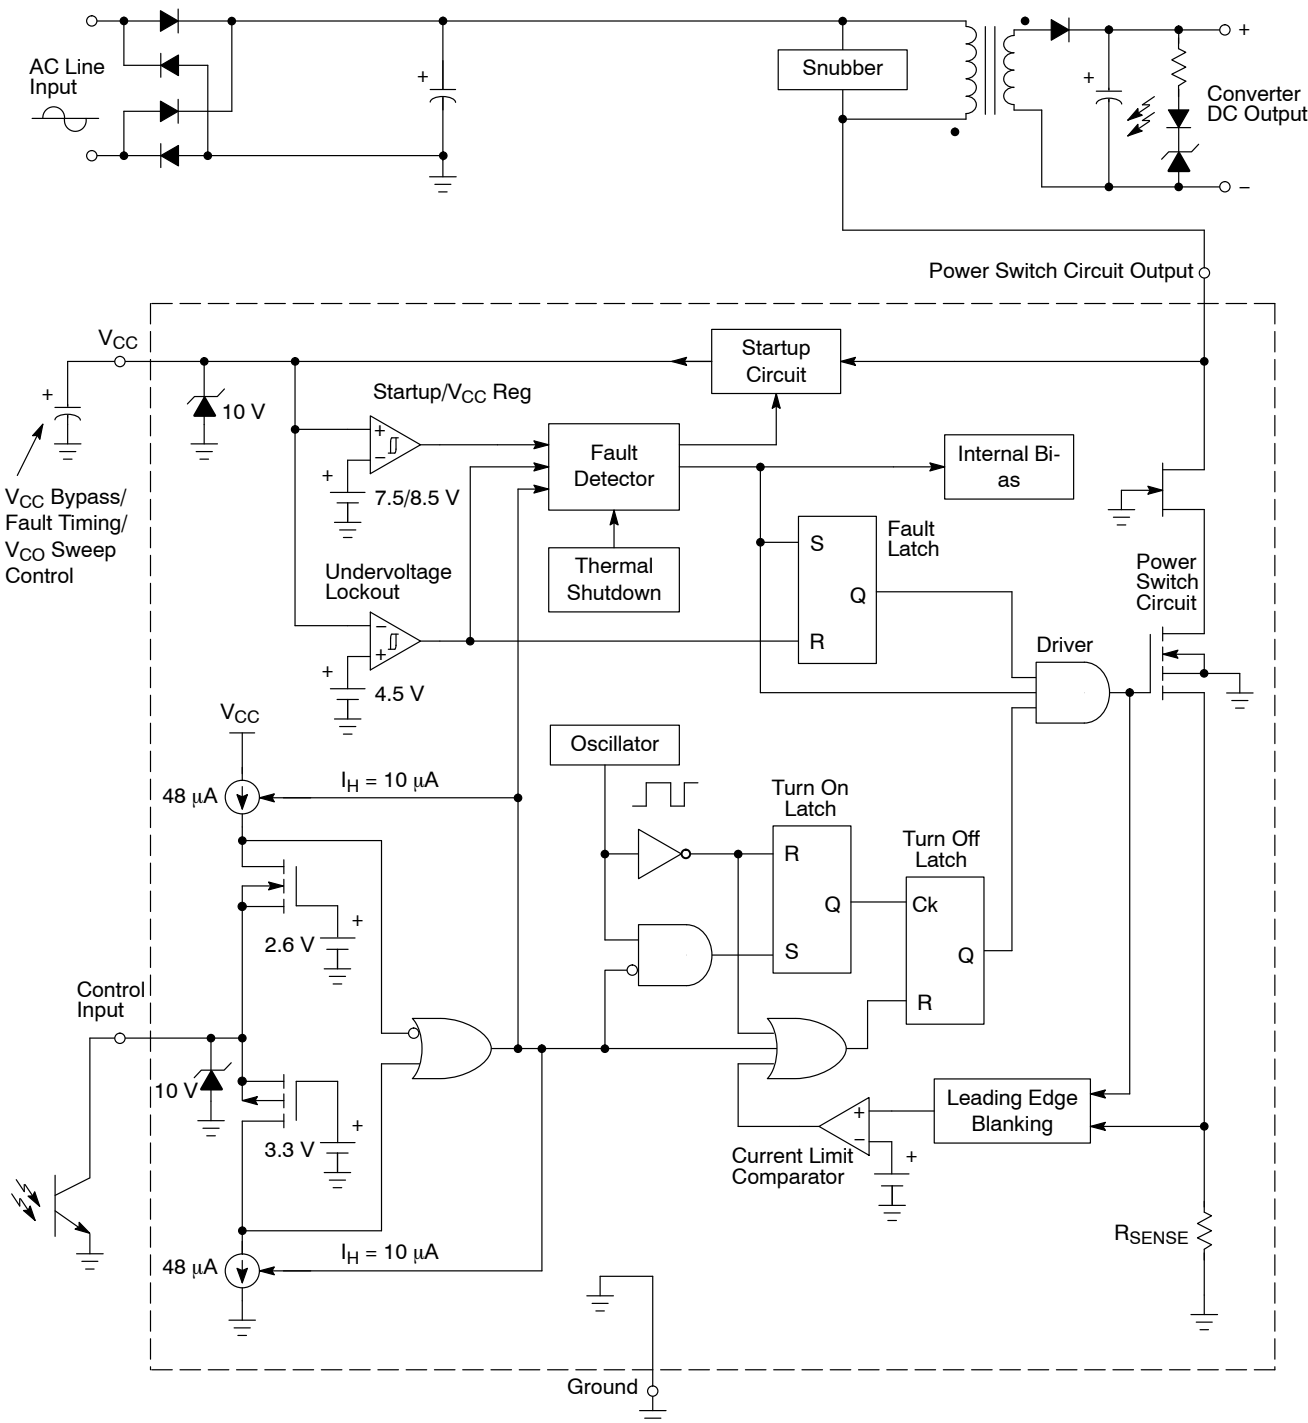 AC Line
Input
+
Snubber
+
+
Converter
DC Output
−
Power Switch Circuit Output
VCC
Startup
Circuit
+
10 V
Startup/VCC Reg
+
−
+
7.5/8.5 V
Fault
Detector
Internal Bi-
as
VCC Bypass/
Fault Timing/
VCO Sweep
Control
Thermal
Shutdown
S
Q
R
Fault
Latch
Power
Switch
Circuit
Undervoltage
Lockout
−
+
+
4.5 V
Driver
VCC
48 μA
IH = 10 μA
Oscillator
Turn On
Latch
R
Q
S
Turn Off
Latch
Ck
Q
R
+
2.6 V
Control
Input
10 V
+
3.3 V
Leading Edge
Blanking
+
−
+
Current Limit
Comparator
RSENSE
48 μA
IH = 10 μA
Ground